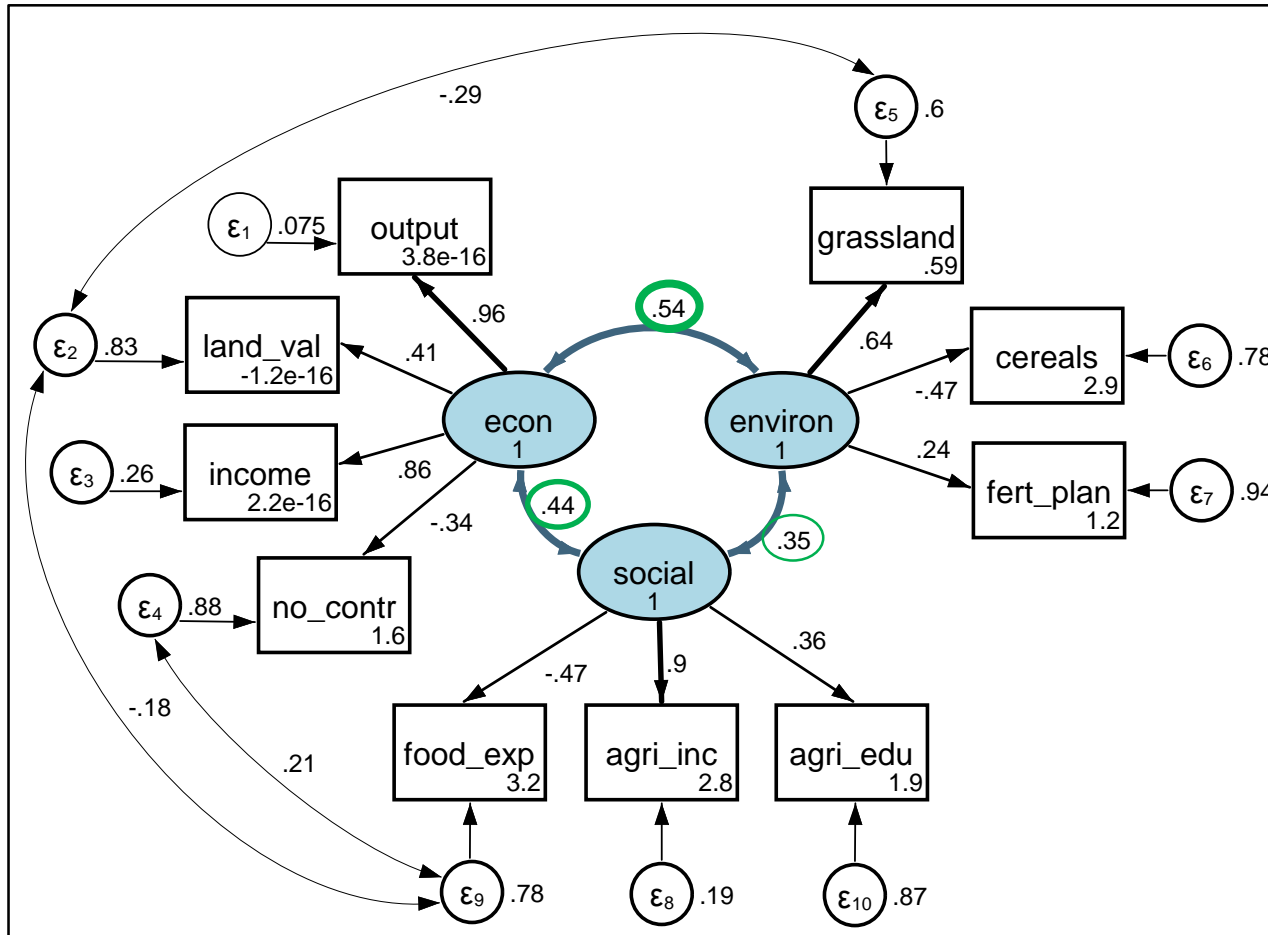 -.29
ε5
.6
ε1
.075
output
3.8e-16
grassland
.59
.54
.96
.64
ε2
.83
land_val
-1.2e-16
.41
cereals
2.9
ε6
.78
-.47
econ
1
environ
1
ε3
.26
income
2.2e-16
.86
.24
fert_plan
1.2
ε7
.94
-.34
.44
.35
social
1
ε4
.88
no_contr
1.6
-.47
.9
.36
-.18
.21
food_exp
3.2
agri_inc
2.8
agri_edu
1.9
ε9
.78
ε8
.19
ε10
.87